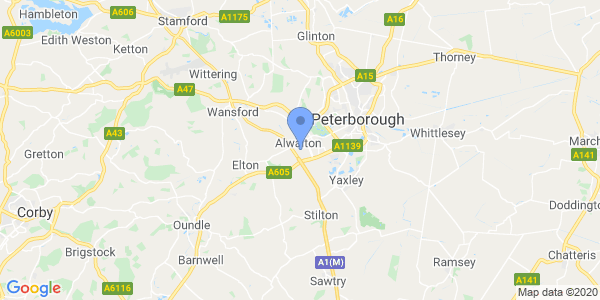 Hambleton
A606
Stamford
A1175
A16
A6003
Edith Weston
Ketton
Glinton
Thorney
Wittering
A15
A47
Wansford
Peterborough
A43
Whittlesey
March
Alwalton
A1139
A141
Gretton
Elton
A605
Yaxley
Corby
Stilton
Doddington
Oundle
Brigstock
Barnwell
A1(M)
Ramsey
Chatteris
A6116
Sawtry
A141
Google
Map data ©2020